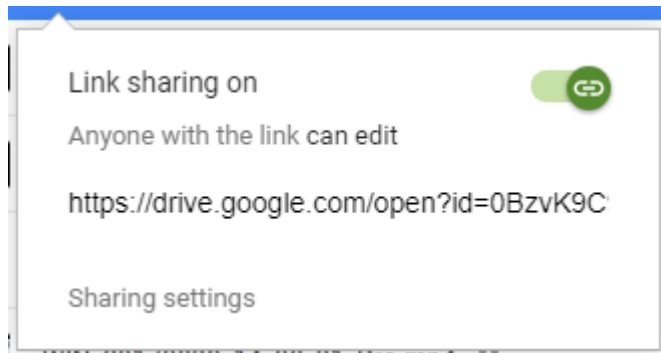 Link sharing on
Anyone with the link can edit
https://drive.google.com/open?id=0BzvK9C
Sharing settings